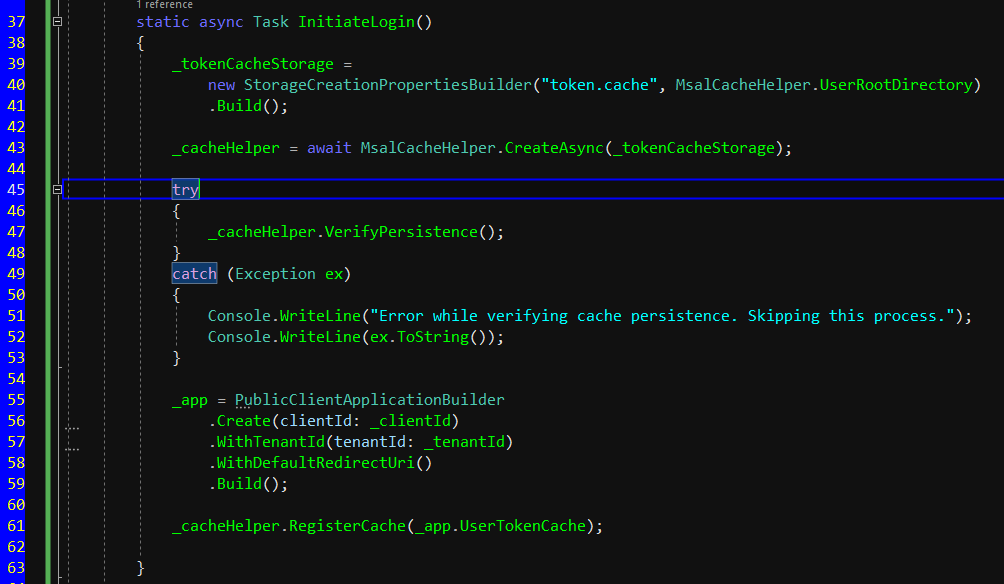 1 reference
37 static async Task InitiateLogin()
38 {
39 _tokenCacheStorage =
40 new StorageCreationPropertiesBuilder("token.cache", MsalCacheHelper.UserRootDirectory)
41 .Build();
42
43 _cacheHelper = await MsalCacheHelper.CreateAsync(_tokenCacheStorage);
44
45 try
46 {
47 _cacheHelper.VerifyPersistence();
48 }
49 catch (Exception ex)
50 {
51 Console.WriteLine("Error while verifying cache persistence. Skipping this process.");
52 Console.WriteLine(ex.ToString());
53 }
54
55 _app = PublicClientApplicationBuilder
56 .Create(clientId: _clientId)
57 .WithTenantId(tenantId: _tenantId)
58 .WithDefaultRedirectUri()
59 .Build();
60
61 _cacheHelper.RegisterCache(_app.UserTokenCache);
62
63 }